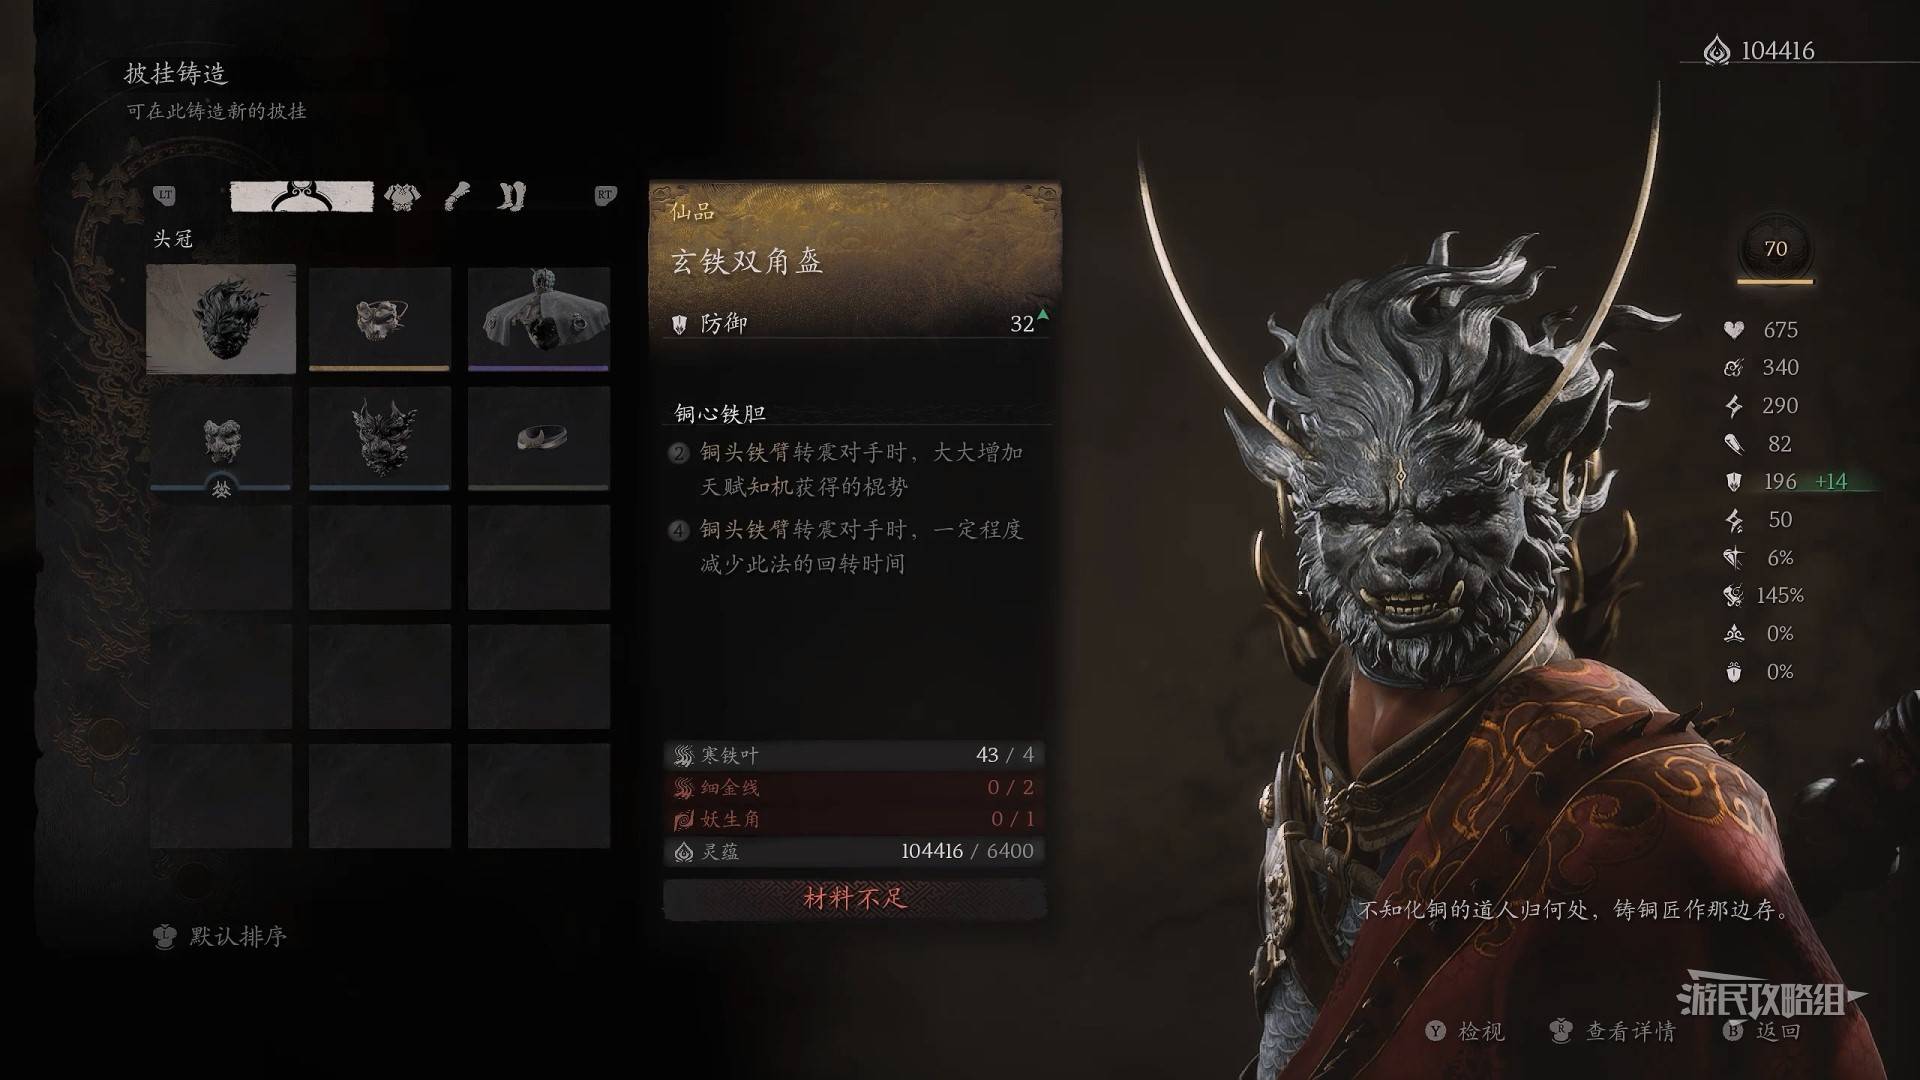 披挂铸造
可在此铸造新的披挂
104416
LT
RT
头冠
仙品
玄铁双角盔
防御 32
铜心铁胆
2 铜头铁臂转震对手时，大大增加
天赋知机获得的棍势
4 铜头铁臂转震对手时，一定程度
减少此法的回转时间
寒铁叶 43 / 4
细金线 0 / 2
妖生角 0 / 1
灵蕴 104416 / 6400
材料不足
70
675
340
290
82
196 +14
50
6%
145%
0%
0%
不知化铜的道人归何处，铸铜匠作那边存。
L 默认排序
游民攻略组
Y 检视 R 查看详情 B 返回